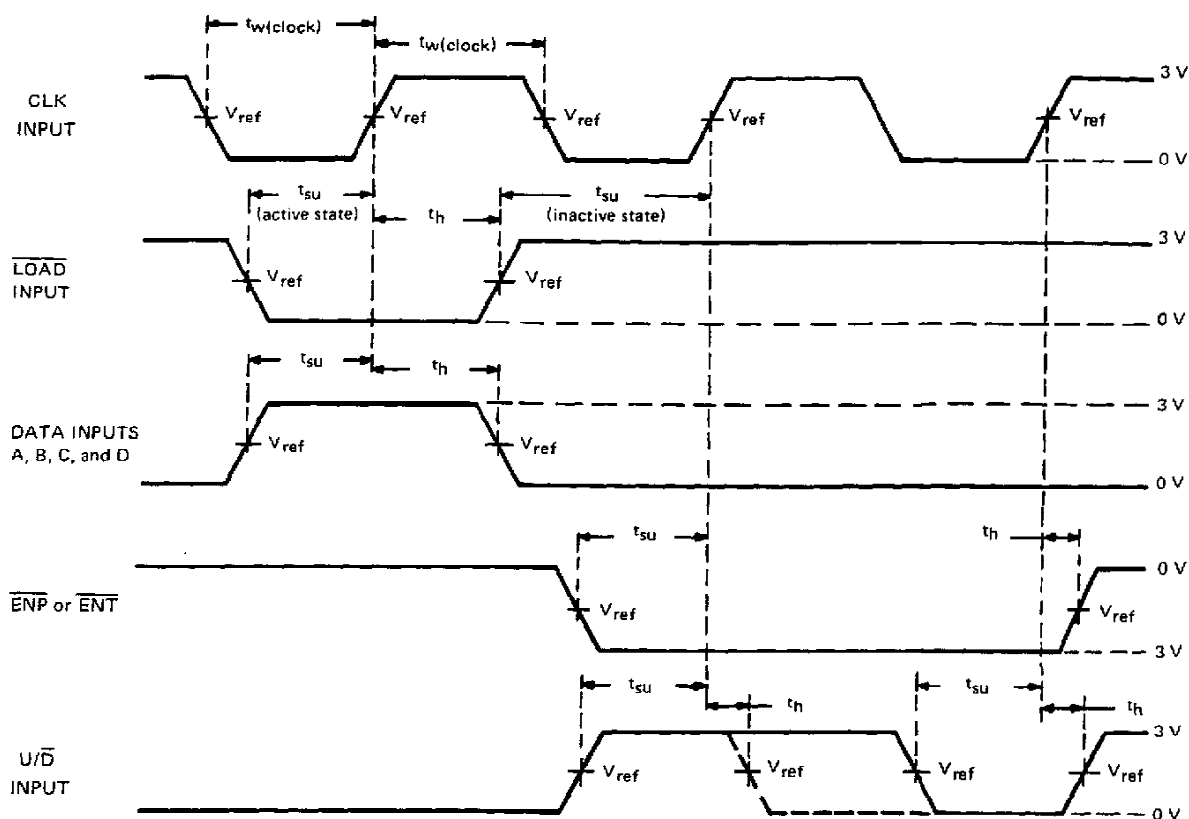 tw(clock)
tw(clock)
3 V
CLK
INPUT
Vref
Vref
Vref
Vref
Vref
0 V
tsu
(active state)
th
tsu
(inactive state)
3 V
LOAD
INPUT
Vref
Vref
0 V
tsu
th
3 V
DATA INPUTS
A, B, C, and D
Vref
Vref
0 V
tsu
th
0 V
ENP or ENT
Vref
Vref
3 V
tsu
th
tsu
th
3 V
U/D
INPUT
Vref
Vref
Vref
Vref
0 V